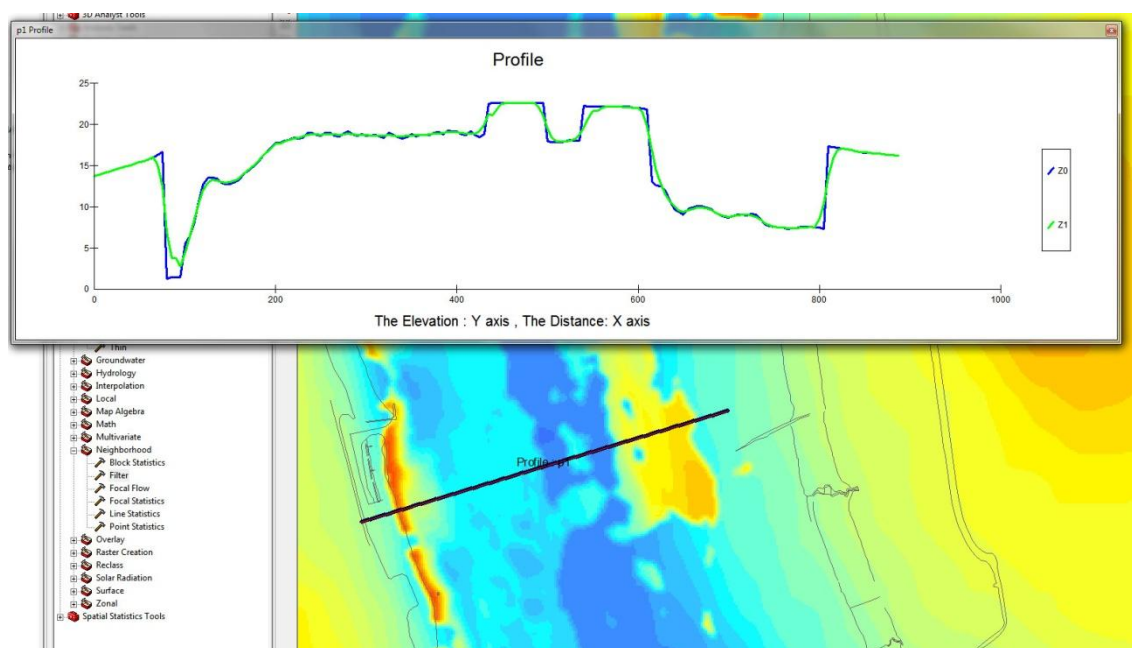 3D Analyst Tools
p1 Profile
Profile
25
20
15
10
5
0
0 200 400 600 800 1000
The Elevation : Y axis , The Distance: X axis
Z0
Z1
Thin
Groundwater
Hydrology
Interpolation
Local
Map Algebra
Math
Multivariate
Neighborhood
Block Statistics
Filter
Focal Flow
Focal Statistics
Line Statistics
Point Statistics
Overlay
Raster Creation
Reclass
Solar Radiation
Surface
Zonal
Spatial Statistics Tools
Profile p1